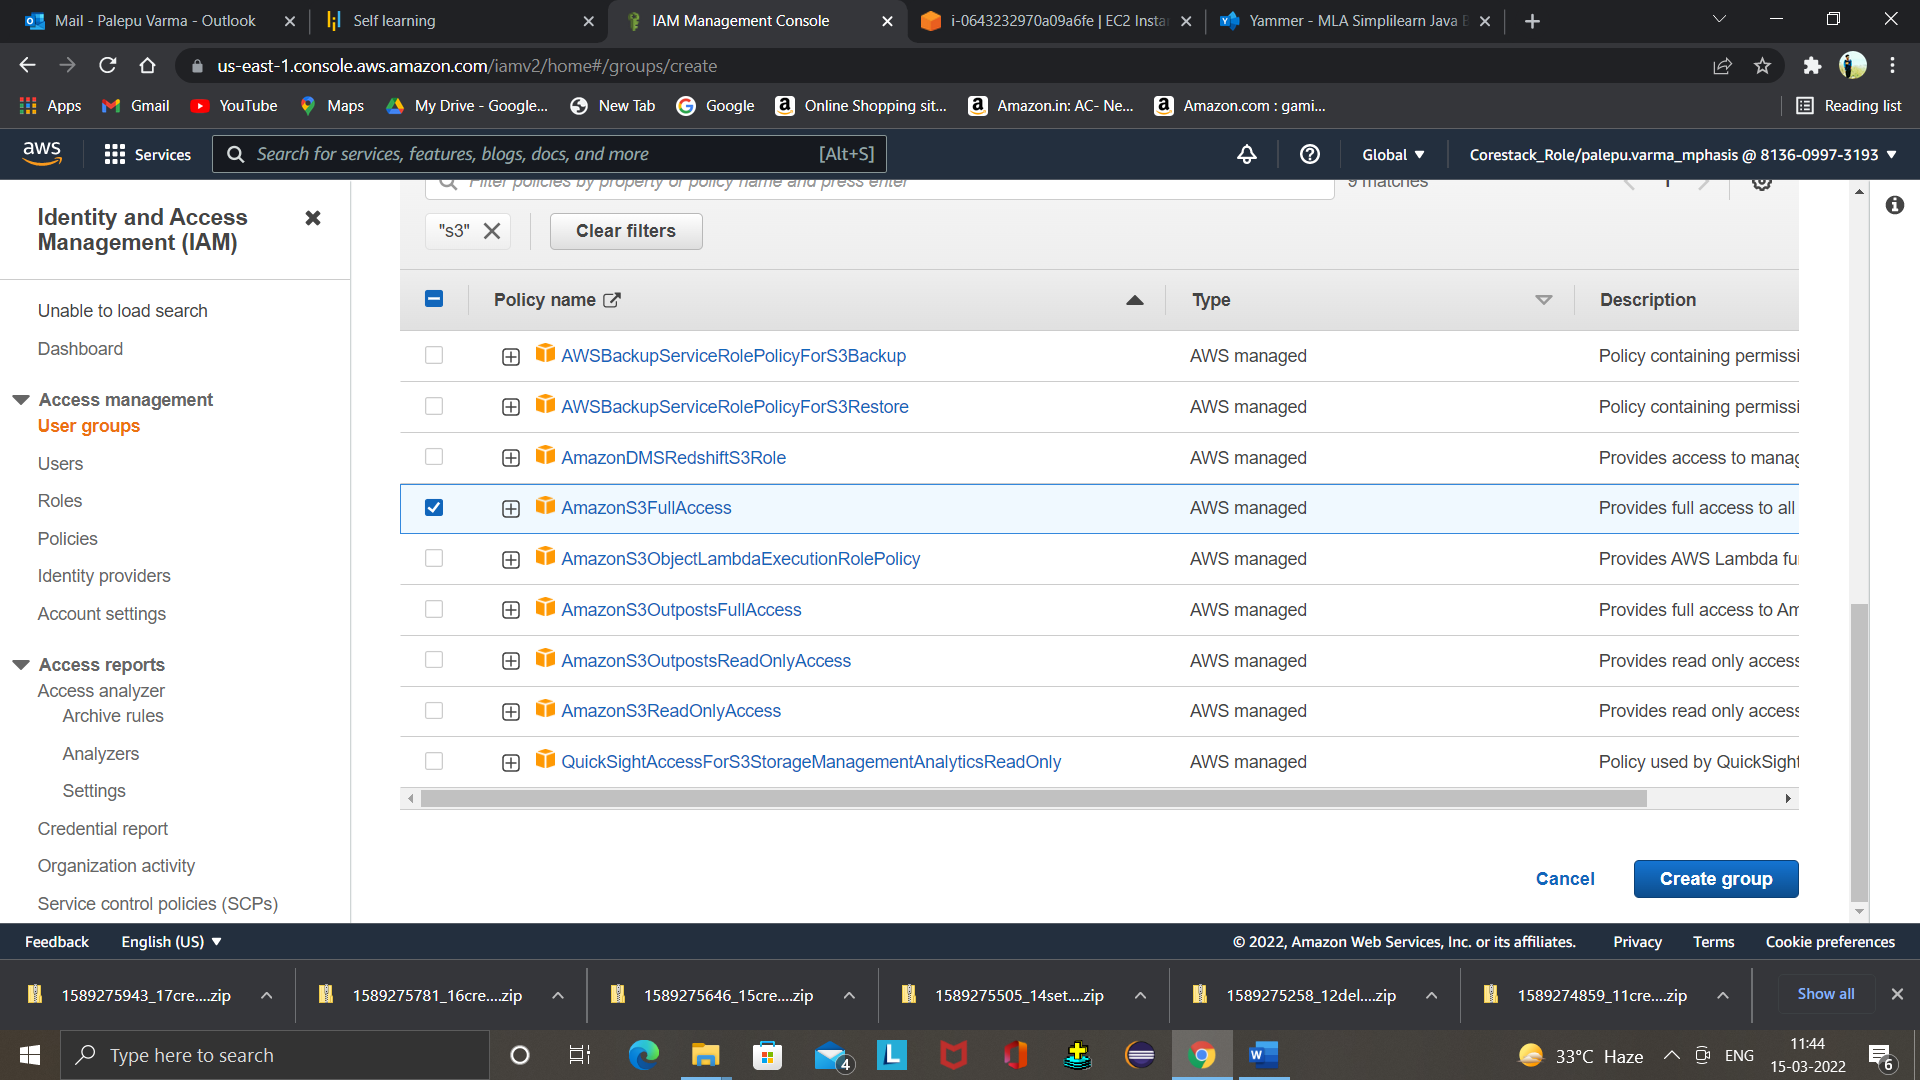 Mail - Palepu Varma - Outlook
Self learning
IAM Management Console
i-0643232970a09a6fe | EC2 Insta
Yammer - MLA Simplilearn Java B
us-east-1.console.aws.amazon.com/iamv2/home#/groups/create
Apps
Gmail
YouTube
Maps
My Drive - Google...
New Tab
Google
Online Shopping sit...
Amazon.in: AC- Ne...
Amazon.com : gami...
Reading list
aws
Services
Search for services, features, blogs, docs, and more
[Alt+S]
Global
Corestack_Role/palepu.varma_mphasis @ 8136-0997-3193
Identity and Access
Management (IAM)
Unable to load search
Dashboard
Access management
User groups
Users
Roles
Policies
Identity providers
Account settings
Access reports
Access analyzer
Archive rules
Analyzers
Settings
Credential report
Organization activity
Service control policies (SCPs)
Filter policies by property or policy name and press enter
9 matches
1
"s3"
Clear filters
Policy name
Type
Description
AWSBackupServiceRolePolicyForS3Backup
AWS managed
Policy containing permissi
AWSBackupServiceRolePolicyForS3Restore
AWS managed
Policy containing permissi
AmazonDMSRedshiftS3Role
AWS managed
Provides access to manag
AmazonS3FullAccess
AWS managed
Provides full access to all
AmazonS3ObjectLambdaExecutionRolePolicy
AWS managed
Provides AWS Lambda fu
AmazonS3OutpostsFullAccess
AWS managed
Provides full access to Am
AmazonS3OutpostsReadOnlyAccess
AWS managed
Provides read only access
AmazonS3ReadOnlyAccess
AWS managed
Provides read only access
QuickSightAccessForS3StorageManagementAnalyticsReadOnly
AWS managed
Policy used by QuickSight
Cancel
Create group
Feedback
English (US)
© 2022, Amazon Web Services, Inc. or its affiliates.
Privacy
Terms
Cookie preferences
1589275943_17cre....zip
1589275781_16cre....zip
1589275646_15cre....zip
1589275505_14set....zip
1589275258_12del....zip
1589274859_11cre....zip
Show all
Type here to search
4
L
W
33°C Haze
ENG
11:44
15-03-2022
6